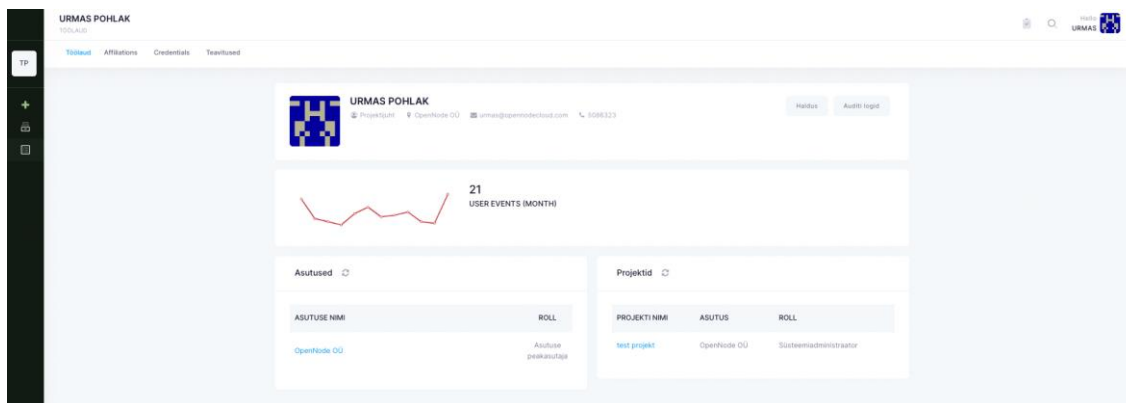 URMAS POHLAK
TÖÖLAUD
Hello
URMAS
Töölaud Affiliations Credentials Teavitused
TP
URMAS POHLAK
Projektijuht OpenNode OÜ urmas@opennodecloud.com 5086323
Haldus Auditi logid
21
USER EVENTS (MONTH)
Asutused
ASUTUSE NIMI ROLL
OpenNode OÜ Asutuse
peakasutaja
Projektid
PROJEKTI NIMI ASUTUS ROLL
test projekt OpenNode OÜ Süsteemiadministraator